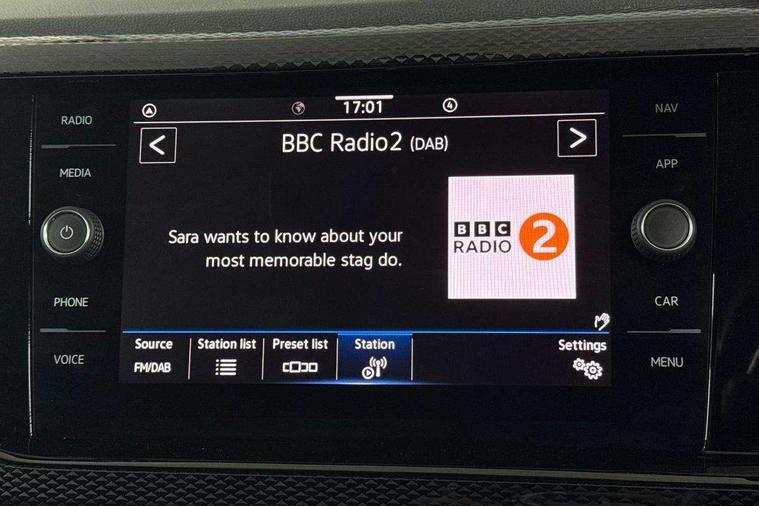 17:01
4
RADIO
MEDIA
PHONE
VOICE
NAV
APP
CAR
MENU
<
BBC Radio2 (DAB)
>
Sara wants to know about your
most memorable stag do.
BBC
RADIO
2
Source
FM/DAB
Station list
Preset list
Station
Settings